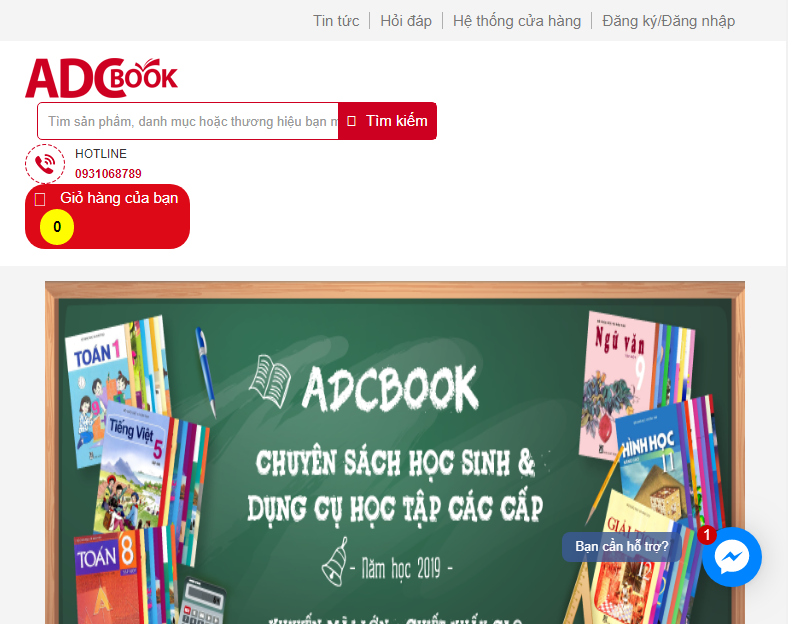 Tin tức
Hỏi đáp
Hệ thống cửa hàng
Đăng ký/Đăng nhập
ADCBOOK
Tìm sản phẩm, danh mục hoặc thương hiệu bạn m
Tìm kiếm
HOTLINE
0931068789
Giỏ hàng của bạn
0
TOÁN 1
Tiếng Việt 5
TOÁN 8
ADCBOOK
CHUYÊN SÁCH HỌC SINH &
DỤNG CỤ HỌC TẬP CÁC CẤP
- Năm học 2019 -
Ngữ văn
9
HÌNH HỌC
11
GIẢI TÍCH
12
Bạn cần hỗ trợ?
1